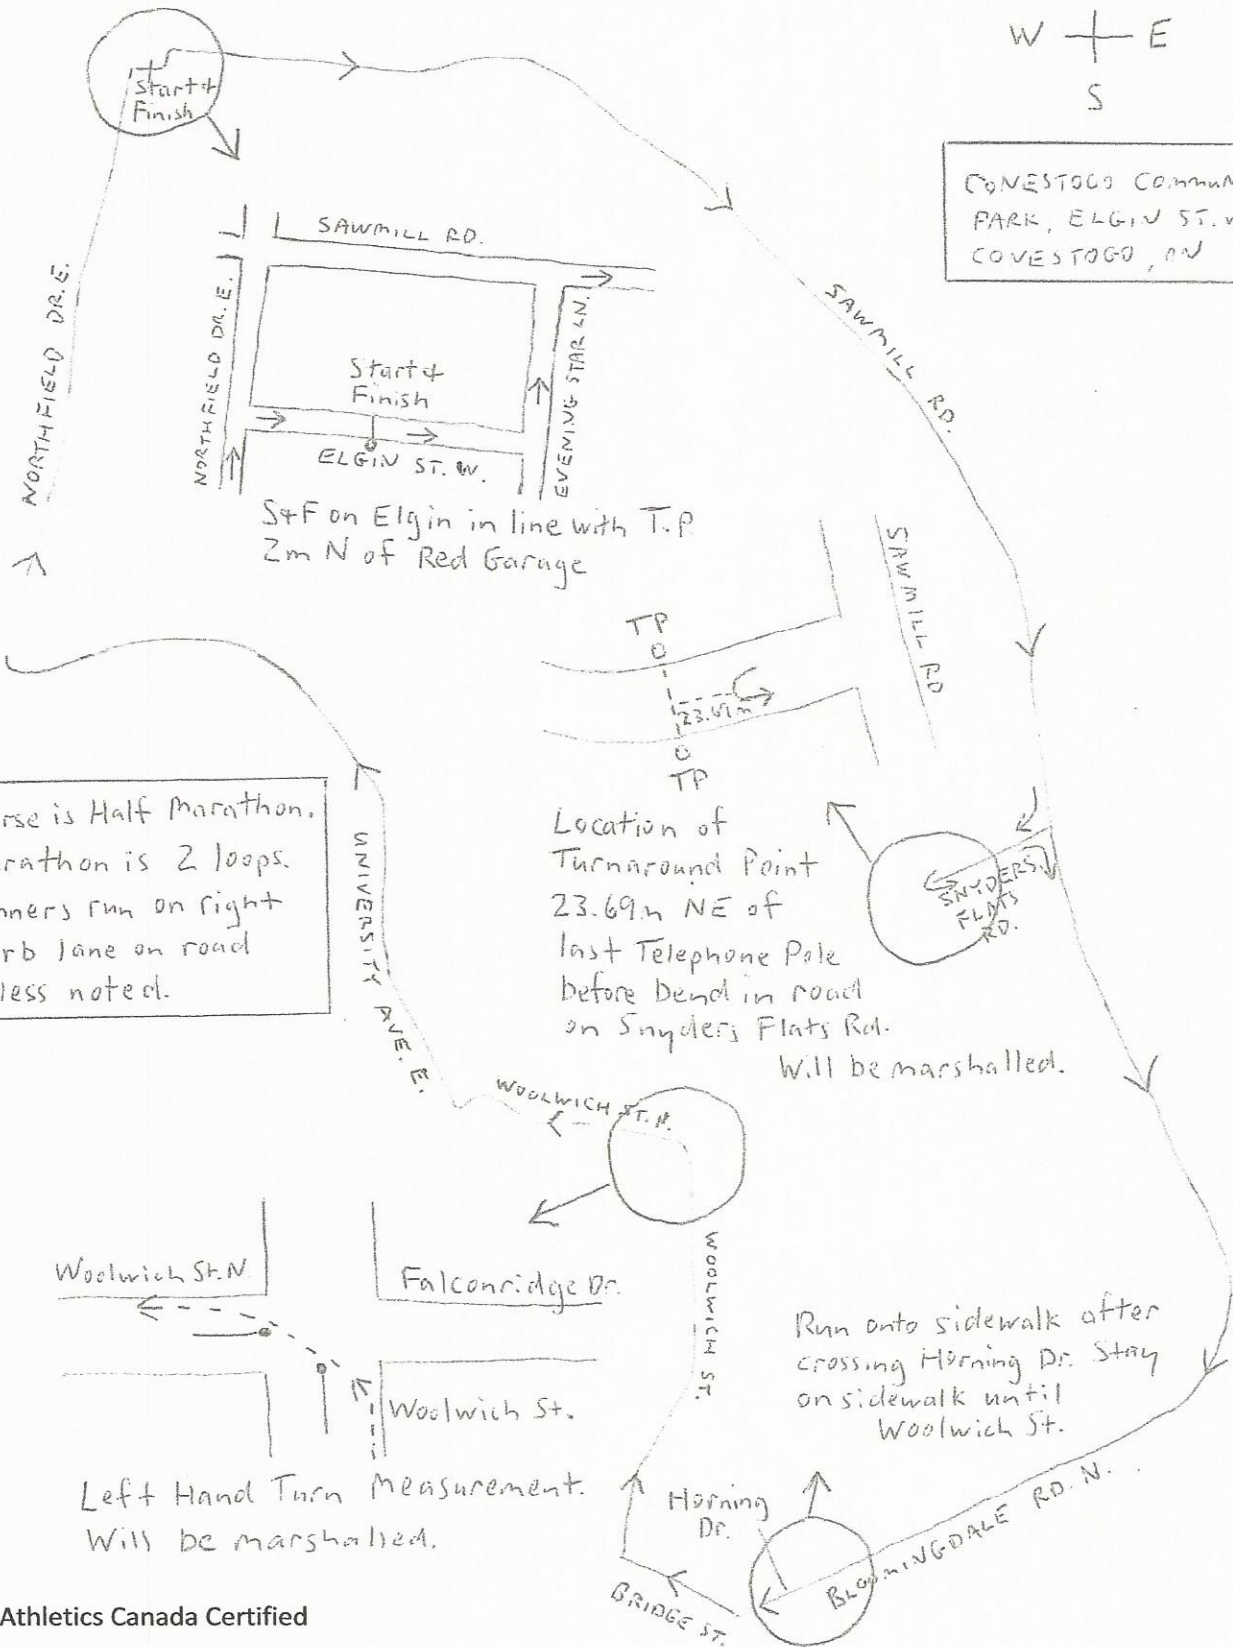 W E
S
Start &
Finish
CONESTOGO
PARK, ELGIN ST.
CONESTOGO, ON
NORTHFIELD DR. E.
SAWMILL RD.
NORTHFIELD DR. E.
Start &
Finish
EVENING STAR LN.
ELGIN ST. W.
SAWMILL RD.
S+F on Elgin in line with T.P.
2m N of Red Garage
SAWMILL RD
TP
23.69m
TP
rse is Half Marathon.
rathon is 2 loops.
nners run on right
rb lane on road
less noted.
UNIVERSITY AVE. E.
Location of
Turnaround Point
23.69m NE of
last Telephone Pole
before bend in road
on Snyders Flats Rd.
Will be marshalled.
SNYDERS
FLATS
RD.
WOOLWICH ST. N.
Woolwich St. N
Falconridge Dr.
WOOLWICH ST.
Woolwich St.
Left Hand Turn Measurement.
Will be marshalled.
Run onto sidewalk after
crossing Horning Dr. Stay
on sidewalk until
Woolwich St.
Horning
Dr.
BLOOMINGDALE RD. N.
BRIDGE ST.
Athletics Canada Certified